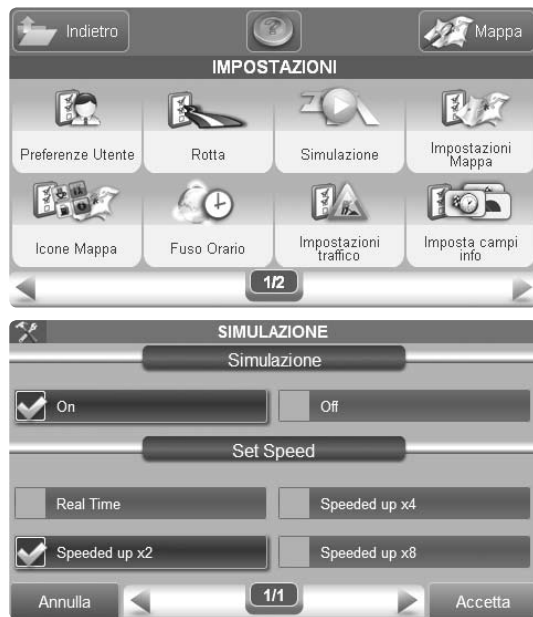 Indietro
Mappa
IMPOSTAZIONI
Preferenze Utente
Rotta
Simulazione
Impostazioni
Mappa
Icone Mappa
Fuso Orario
Impostazioni
traffico
Imposta campi
info
1/2
SIMULAZIONE
Simulazione
On
Off
Set Speed
Real Time
Speeded up x4
Speeded up x2
Speeded up x8
Annulla
1/1
Accetta